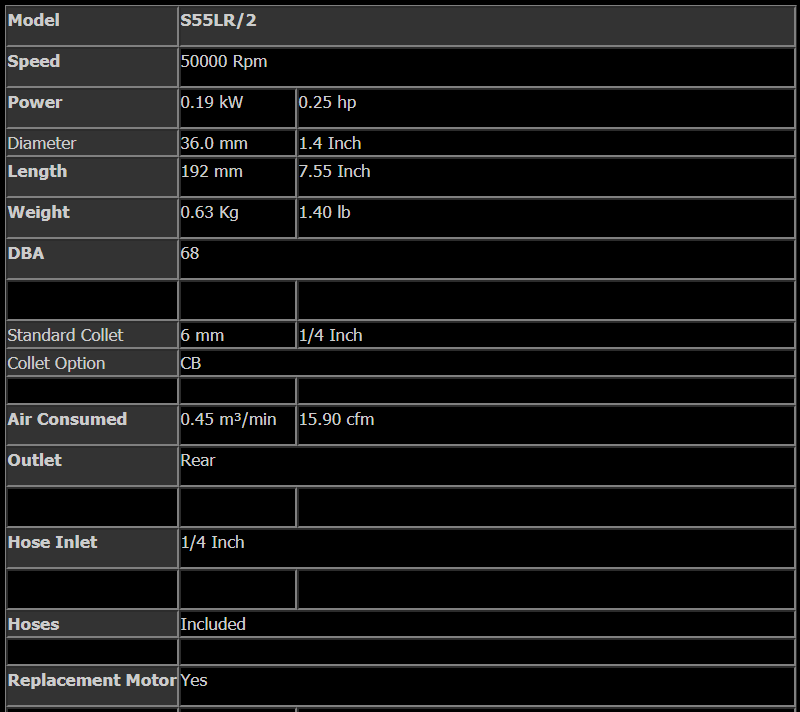 Model S55LR/2
Speed 50000 Rpm
Power 0.19 kW 0.25 hp
Diameter 36.0 mm 1.4 Inch
Length 192 mm 7.55 Inch
Weight 0.63 Kg 1.40 lb
DBA 68
Standard Collet 6 mm 1/4 Inch
Collet Option CB
Air Consumed 0.45 m³/min 15.90 cfm
Outlet Rear
Hose Inlet 1/4 Inch
Hoses Included
Replacement Motor Yes